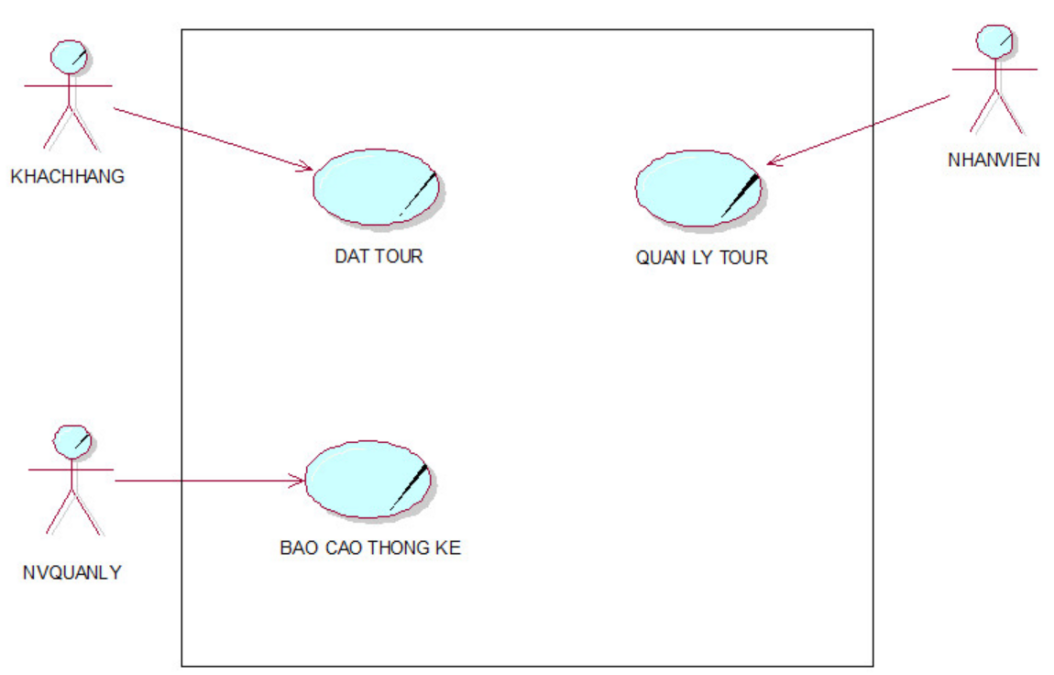 KHACHHANG
NHANVIEN
DAT TOUR
QUAN LY TOUR
BAO CAO THONG KE
NVQUANLY